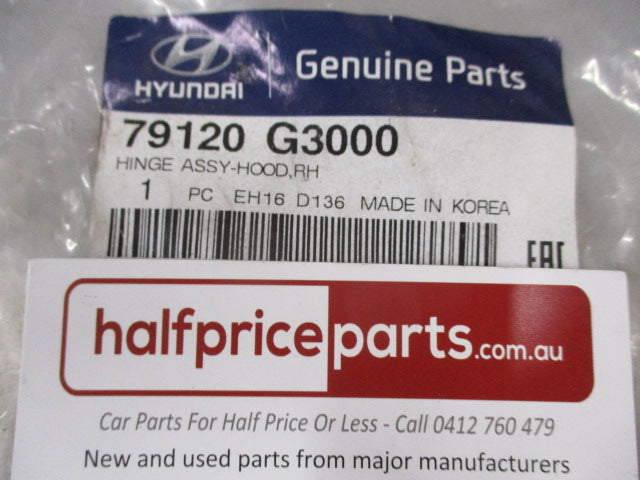 HYUNDAI Genuine Parts
79120 G3000
HINGE ASSY-HOOD,RH
1 PC EH16 D136 MADE IN KOREA
EAC
halfpriceparts.com.au
Car Parts For Half Price Or Less - Call 0412 760 479
New and used parts from major manufacturers